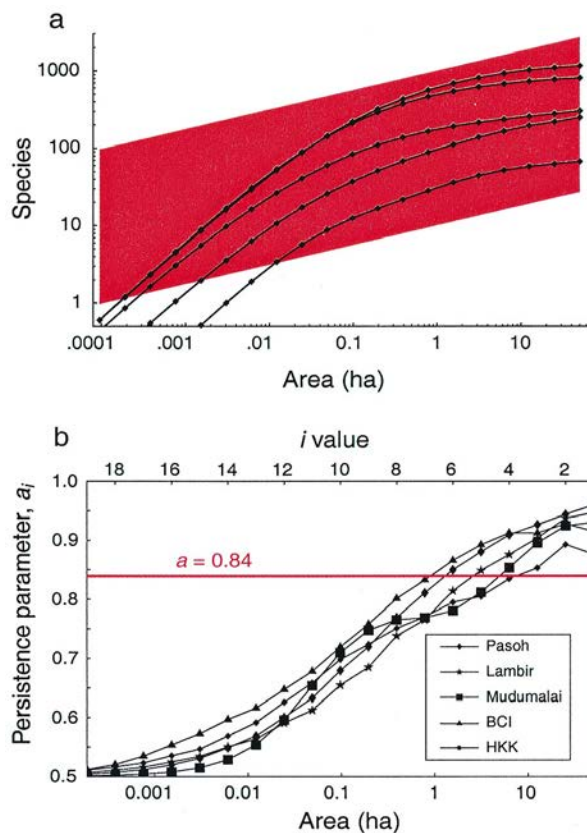 a
1000
100
10
1
Species
.0001
.001
.01
0.1
1
10
Area (ha)
b
i value
18
16
14
12
10
8
6
4
2
1.0
0.9
0.8
0.7
0.6
0.5
Persistence parameter, ai
a = 0.84
Pasoh
Lambir
Mudumalai
BCI
HKK
0.001
0.01
0.1
1
10
Area (ha)